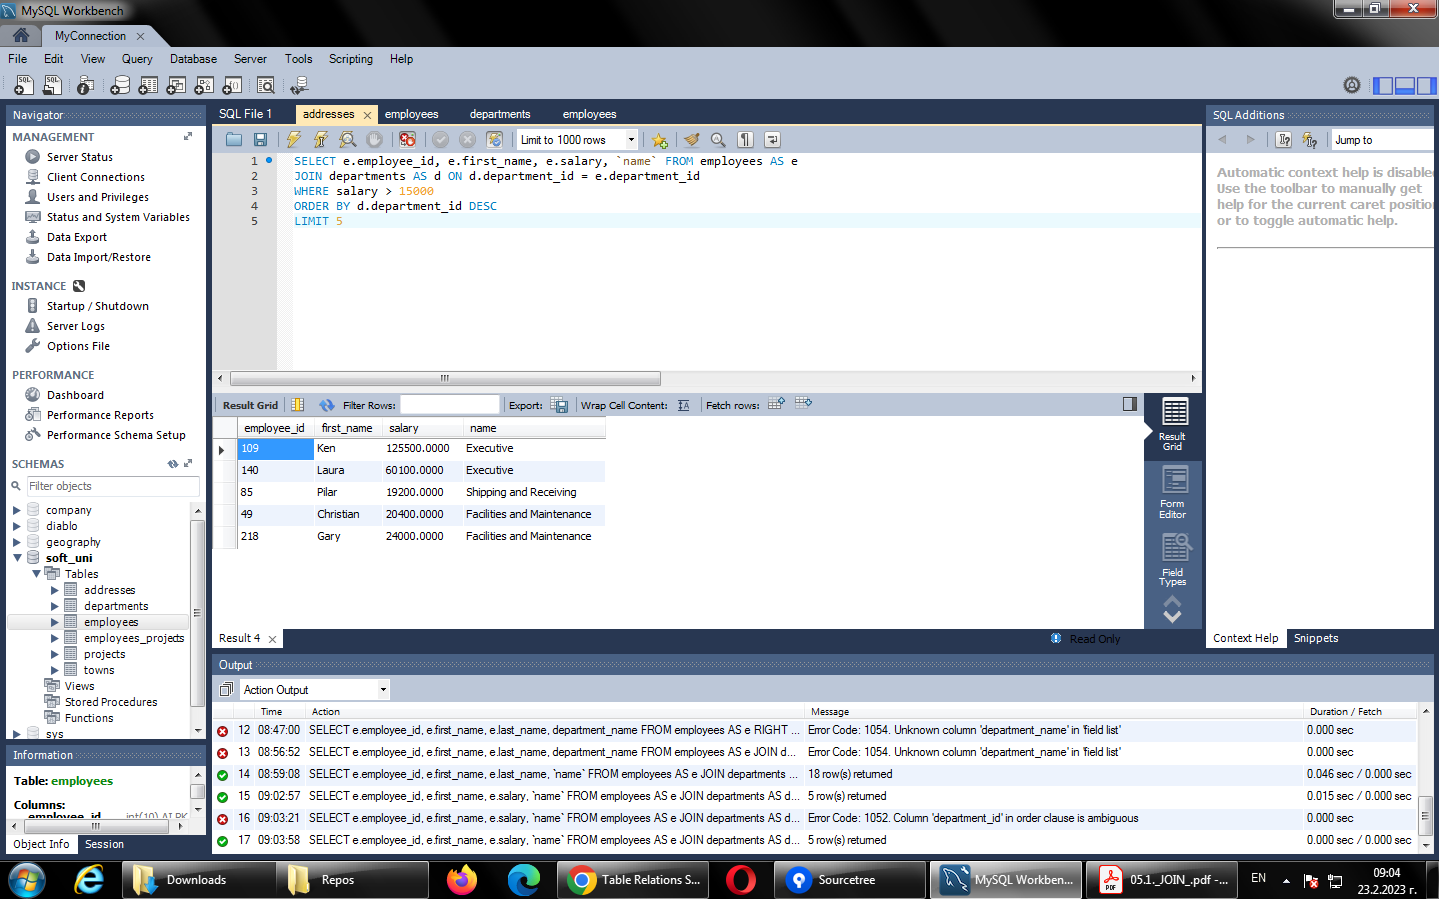 MySQL Workbench
MyConnection
File Edit View Query Database Server Tools Scripting Help
Navigator
MANAGEMENT
Server Status
Client Connections
Users and Privileges
Status and System Variables
Data Export
Data Import/Restore
INSTANCE
Startup / Shutdown
Server Logs
Options File
PERFORMANCE
Dashboard
Performance Reports
Performance Schema Setup
SCHEMAS
Filter objects
company
diablo
geography
soft_uni
Tables
addresses
departments
employees
employees_projects
projects
towns
Views
Stored Procedures
Functions
sys
Information
Table: employees
Columns:
employee_id int(10) AI PK
Object Info Session
SQL File 1 addresses employees departments employees
Limit to 1000 rows
1 SELECT e.employee_id, e.first_name, e.salary, `name` FROM employees AS e
2 JOIN departments AS d ON d.department_id = e.department_id
3 WHERE salary > 15000
4 ORDER BY d.department_id DESC
5 LIMIT 5
Result Grid Filter Rows: Export: Wrap Cell Content: Fetch rows:
employee_id first_name salary name
109 Ken 125500.0000 Executive
140 Laura 60100.0000 Executive
85 Pilar 19200.0000 Shipping and Receiving
49 Christian 20400.0000 Facilities and Maintenance
218 Gary 24000.0000 Facilities and Maintenance
Result Grid
Form Editor
Field Types
Result 4
Read Only
SQL Additions
Jump to
Automatic context help is disabled
Use the toolbar to manually get
help for the current caret position
or to toggle automatic help.
Context Help Snippets
Output
Action Output
Time Action Message Duration / Fetch
12 08:47:00 SELECT e.employee_id, e.first_name, e.last_name, department_name FROM employees AS e RIGHT ... Error Code: 1054. Unknown column 'department_name' in 'field list' 0.000 sec
13 08:56:52 SELECT e.employee_id, e.first_name, e.last_name, department_name FROM employees AS e JOIN d... Error Code: 1054. Unknown column 'department_name' in 'field list' 0.000 sec
14 08:59:08 SELECT e.employee_id, e.first_name, e.last_name, `name` FROM employees AS e JOIN departments ... 18 row(s) returned 0.046 sec / 0.000 sec
15 09:02:57 SELECT e.employee_id, e.first_name, e.salary, `name` FROM employees AS e JOIN departments AS d... 5 row(s) returned 0.015 sec / 0.000 sec
16 09:03:21 SELECT e.employee_id, e.first_name, e.salary, `name` FROM employees AS e JOIN departments AS d... Error Code: 1052. Column 'department_id' in order clause is ambiguous 0.000 sec
17 09:03:58 SELECT e.employee_id, e.first_name, e.salary, `name` FROM employees AS e JOIN departments AS d... 5 row(s) returned 0.000 sec / 0.000 sec
Downloads Repos Table Relations S... Sourcetree MySQL Workben... 05.1._JOIN_.pdf -... EN 09:04
23.2.2023 г.